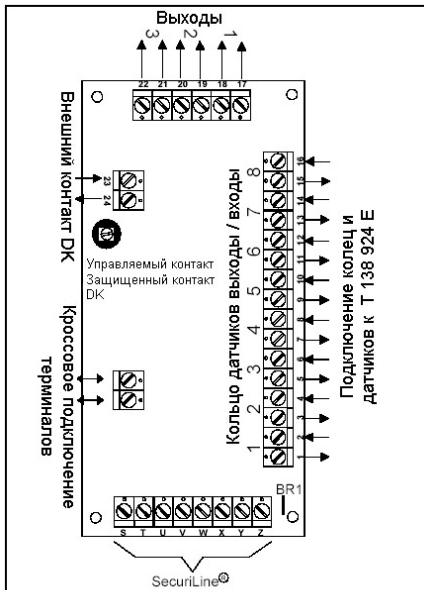 Выходы
3 2 1
22 21 20 19 18 17
Внешний контакт DK
23
24
Управляемый контакт
Защищенный контакт
DK
Кроссовое подключение
терминалов
Кольцо датчиков выходы / входы
8
7
6
5
4
3
2
1
16
15
14
13
12
11
10
9
8
7
6
5
4
3
2
1
Подключение колец и
датчиков к T 138 924 E
BR1
S T U V W X Y Z
SecuriLine®